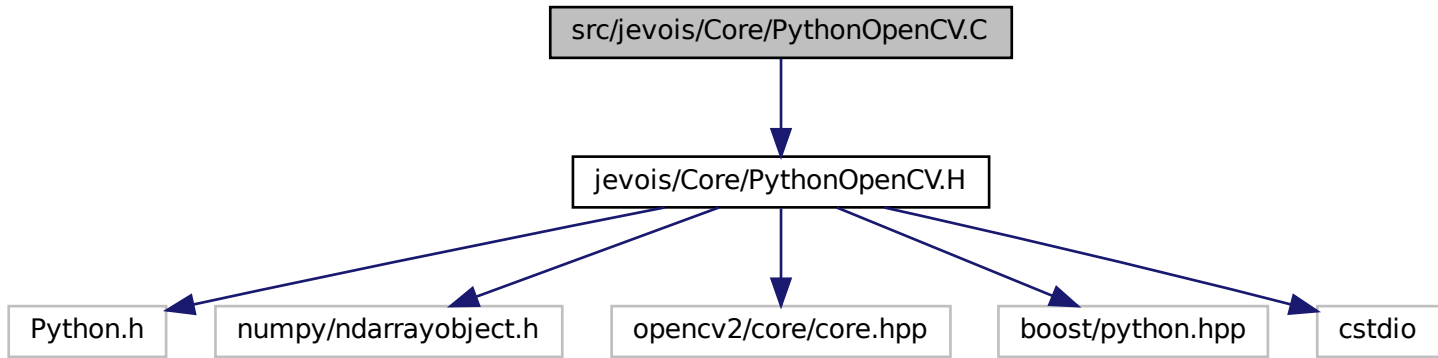 src/jevois/Core/PythonOpenCV.C
jevois/Core/PythonOpenCV.H
Python.h
numpy/ndarrayobject.h
opencv2/core/core.hpp
boost/python.hpp
cstdio